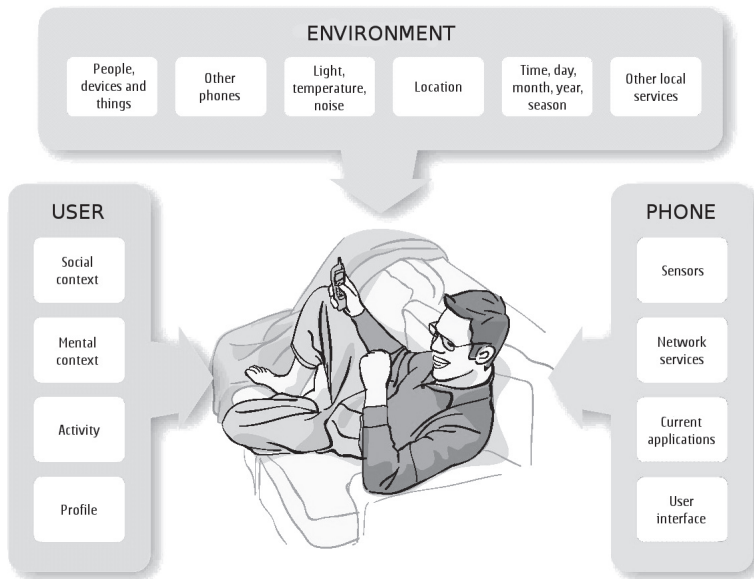 ENVIRONMENT
People,
devices and
things
Other
phones
Light,
temperature,
noise
Location
Time, day,
month, year,
season
Other local
services
USER
Social
context
Mental
context
Activity
Profile
PHONE
Sensors
Network
services
Current
applications
User
interface